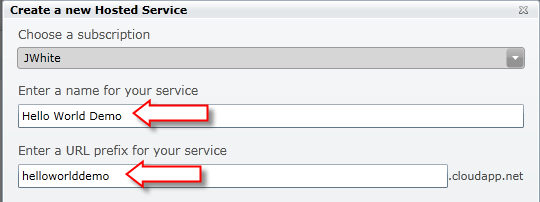 Create a new Hosted Service
Choose a subscription
JWhite
Enter a name for your service
Hello World Demo
Enter a URL prefix for your service
helloworlddemo
.cloudapp.net